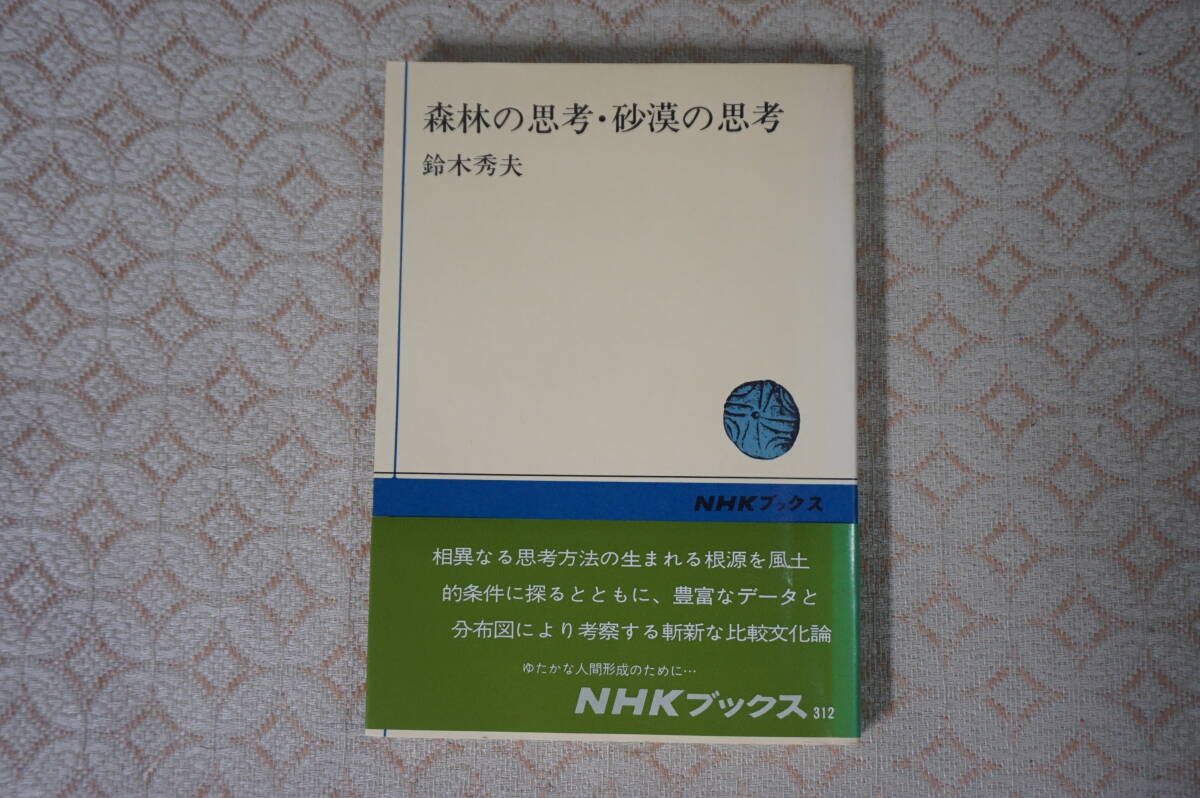 森林の思考・砂漠の思考
鈴木秀夫
NHKブックス
相異なる思考方法の生まれる根源を風土
的条件に探るとともに、豊富なデータと
分布図により考察する斬新な比較文化論
ゆたかな人間形成のために…
NHKブックス 312